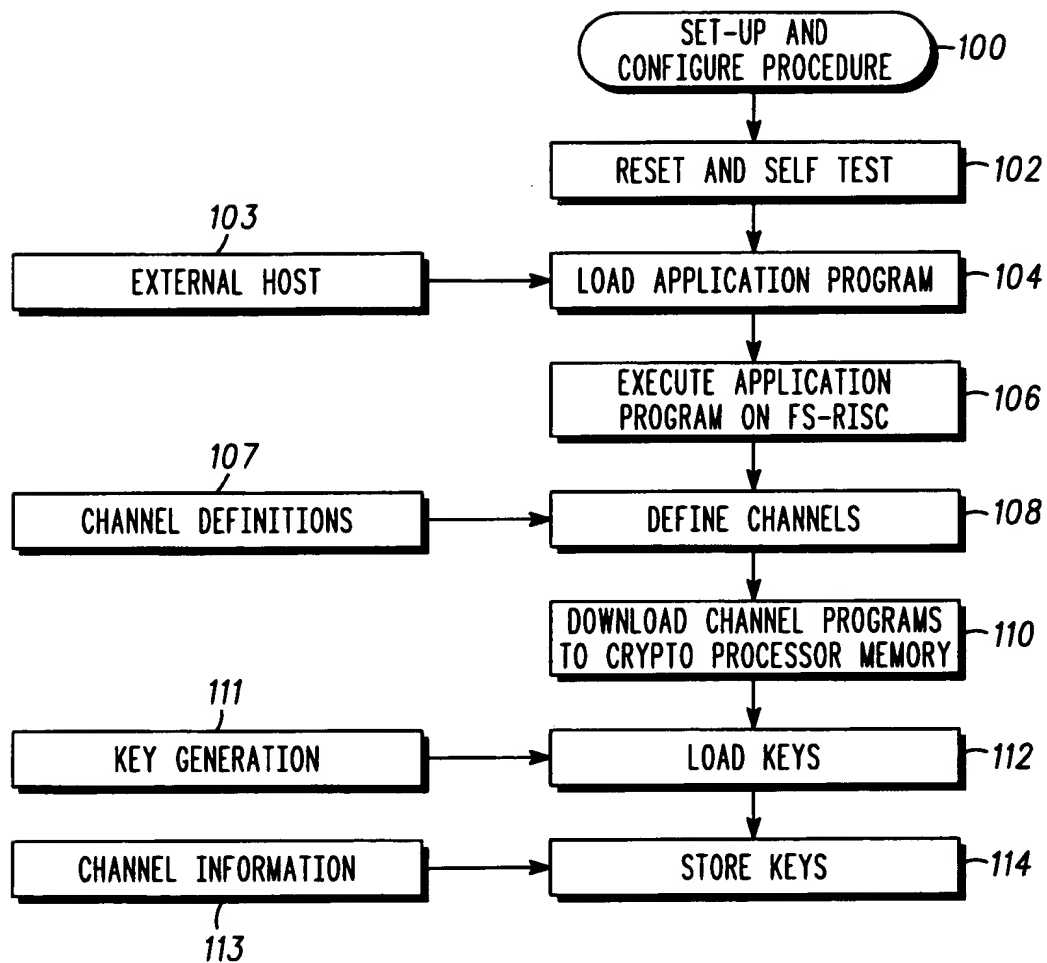 SET-UP AND
CONFIGURE PROCEDURE
100
RESET AND SELF TEST
102
103
EXTERNAL HOST
LOAD APPLICATION PROGRAM
104
EXECUTE APPLICATION
PROGRAM ON FS-RISC
106
107
CHANNEL DEFINITIONS
DEFINE CHANNELS
108
DOWNLOAD CHANNEL PROGRAMS
TO CRYPTO PROCESSOR MEMORY
110
111
KEY GENERATION
LOAD KEYS
112
CHANNEL INFORMATION
STORE KEYS
114
113